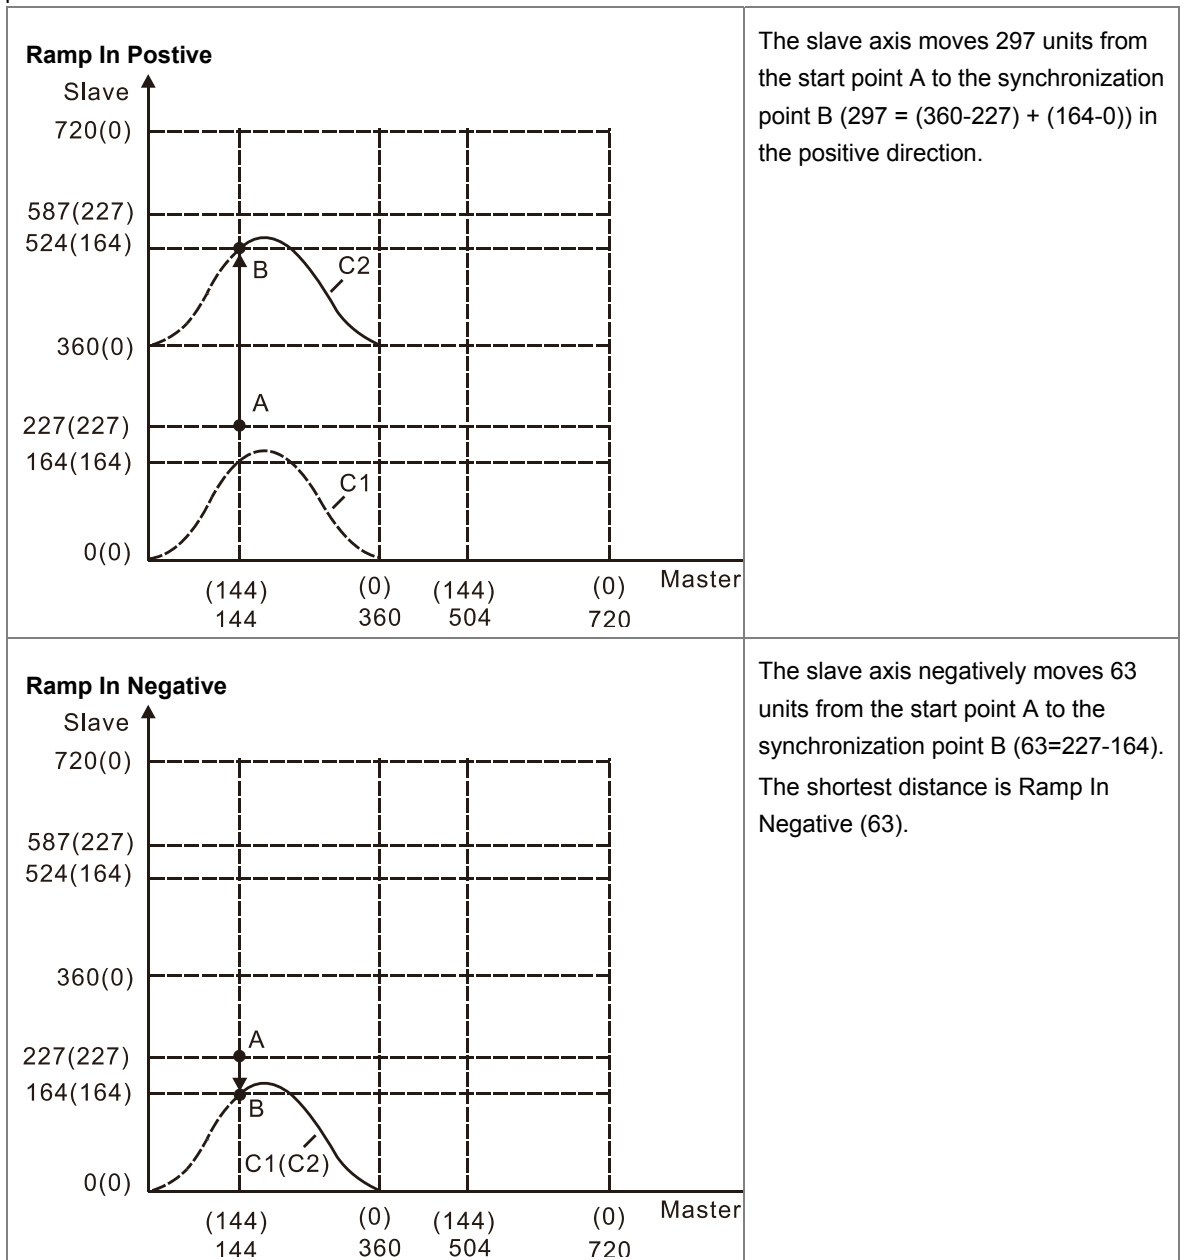 Ramp In Postive
Slave
720(0)
587(227)
524(164)
B
C2
360(0)
A
227(227)
164(164)
C1
0(0)
Master
(144) (0) (144) (0)
144 360 504 720
The slave axis moves 297 units from
the start point A to the synchronization
point B (297 = (360-227) + (164-0)) in
the positive direction.
Ramp In Negative
Slave
720(0)
587(227)
524(164)
360(0)
A
227(227)
164(164)
B
C1(C2)
0(0)
Master
(144) (0) (144) (0)
144 360 504 720
The slave axis negatively moves 63
units from the start point A to the
synchronization point B (63=227-164).
The shortest distance is Ramp In
Negative (63).